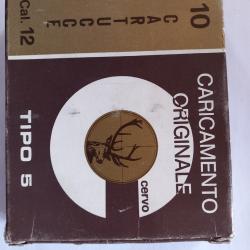 10
CARTUCCE
Cal. 12
CARICAMENTO
ORIGINALE
cervo
TIPO 5